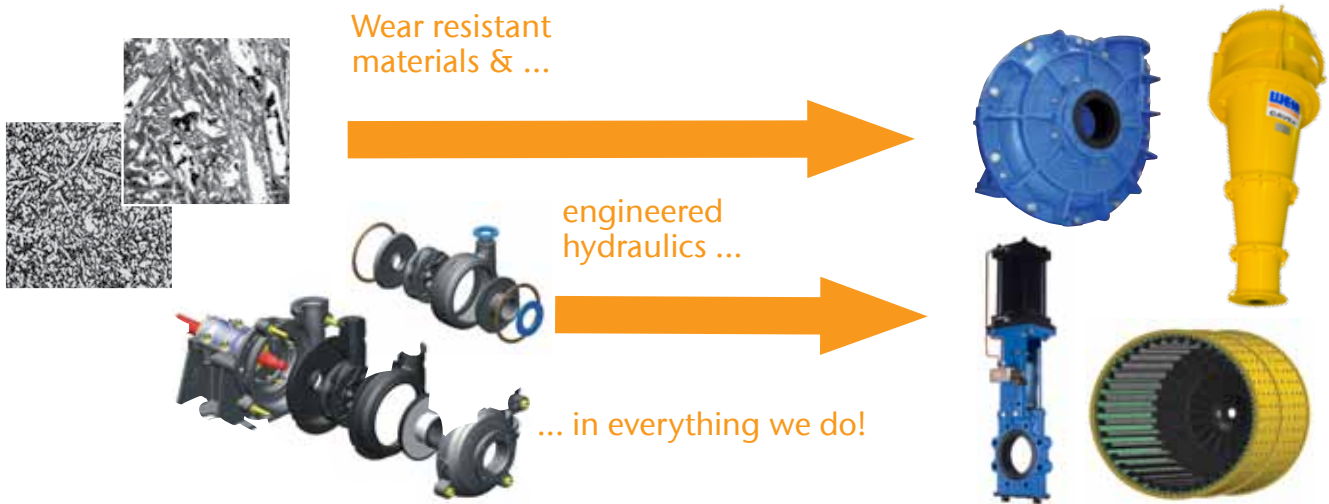 Wear resistant
materials & ...
engineered
hydraulics ...
... in everything we do!